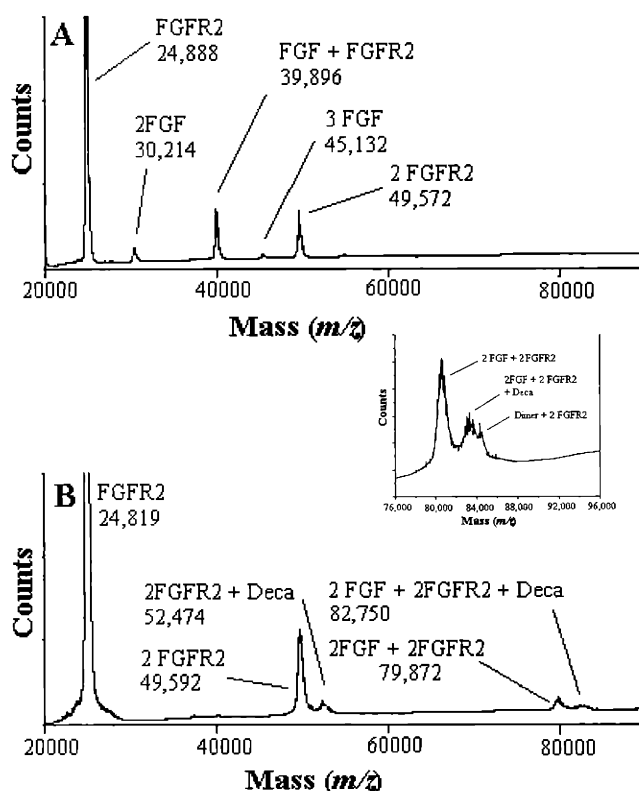 A
FGFR2
24,888
2FGF
30,214
FGF + FGFR2
39,896
3 FGF
45,132
2 FGFR2
49,572
Counts
20000
40000
60000
80000
Mass (m/z)
2 FGF + 2FGFR2
2FGF + 2 FGFR2
+ Deca
Dimer + 2 FGFR2
Counts
76,000
80,000
84,000
88,000
92,000
96,000
Mass (m/z)
B
FGFR2
24,819
2FGFR2 + Deca
52,474
2 FGFR2
49,592
2 FGF + 2FGFR2 + Deca
82,750
2FGF + 2FGFR2
79,872
Counts
20000
40000
60000
80000
Mass (m/z)